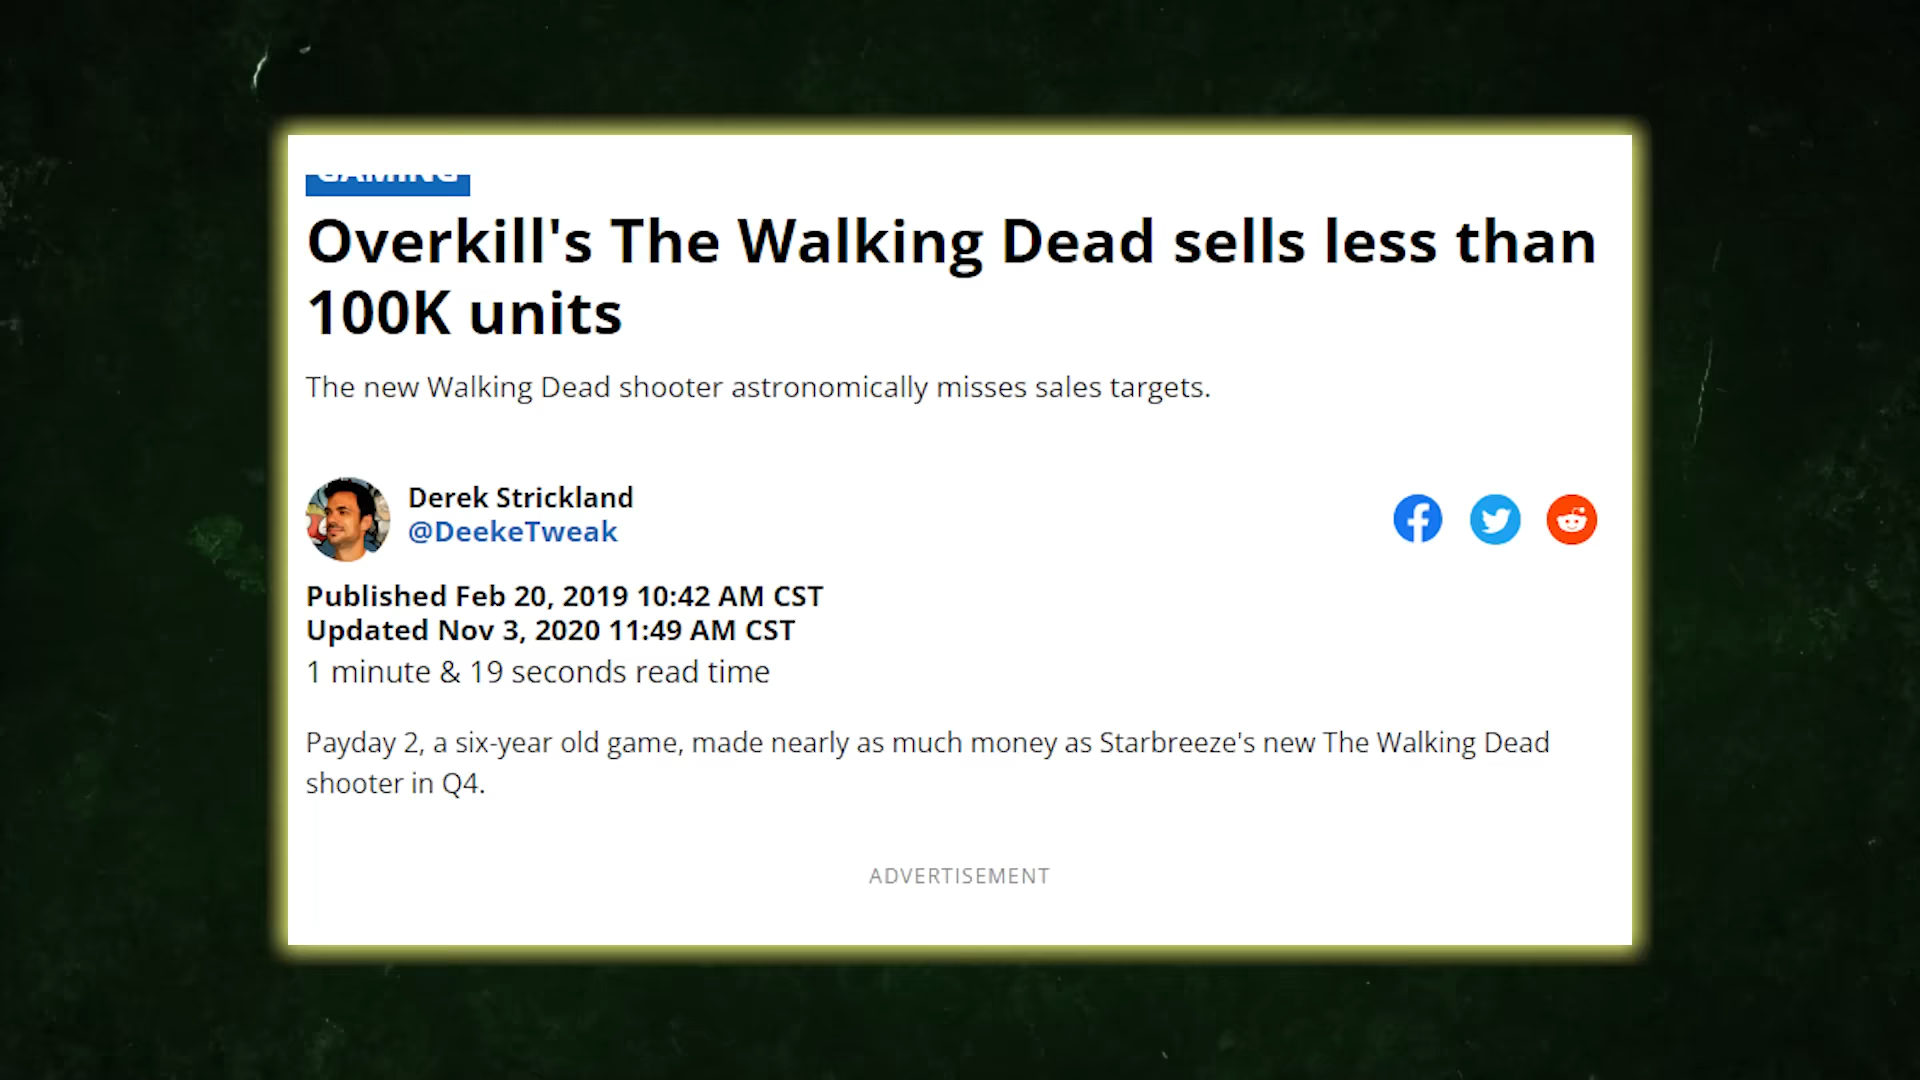 GAMING
Overkill's The Walking Dead sells less than
100K units
The new Walking Dead shooter astronomically misses sales targets.
Derek Strickland
@DeekeTweak
Published Feb 20, 2019 10:42 AM CST
Updated Nov 3, 2020 11:49 AM CST
1 minute & 19 seconds read time
Payday 2, a six-year old game, made nearly as much money as Starbreeze's new The Walking Dead
shooter in Q4.
ADVERTISEMENT